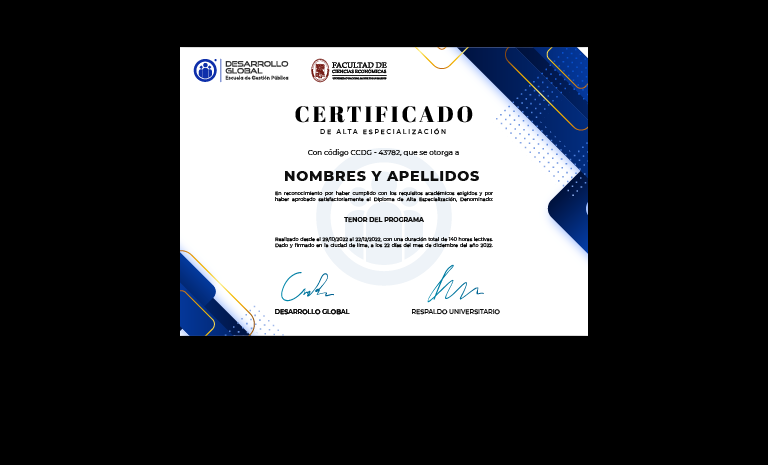 DESARROLLO
GLOBAL
Escuela de Gestión Pública
FACULTAD DE
CIENCIAS ECONÓMICAS
CERTIFICADO
DE ALTA ESPECIALIZACIÓN
Con código CCDG - 43782, que se otorga a
NOMBRES Y APELLIDOS
En reconocimiento por haber cumplido con los requisitos académicos exigidos y por
haber aprobado satisfactoriamente el Diploma de Alta Especialización, Denominado:
TENOR DEL PROGRAMA
Realizado desde el 29/10/2022 al 22/12/2022, con una duración total de 140 horas lectivas.
Dado y firmado en la ciudad de lima, a los 22 días del mes de diciembre del año 2022.
DESARROLLO GLOBAL
RESPALDO UNIVERSITARIO